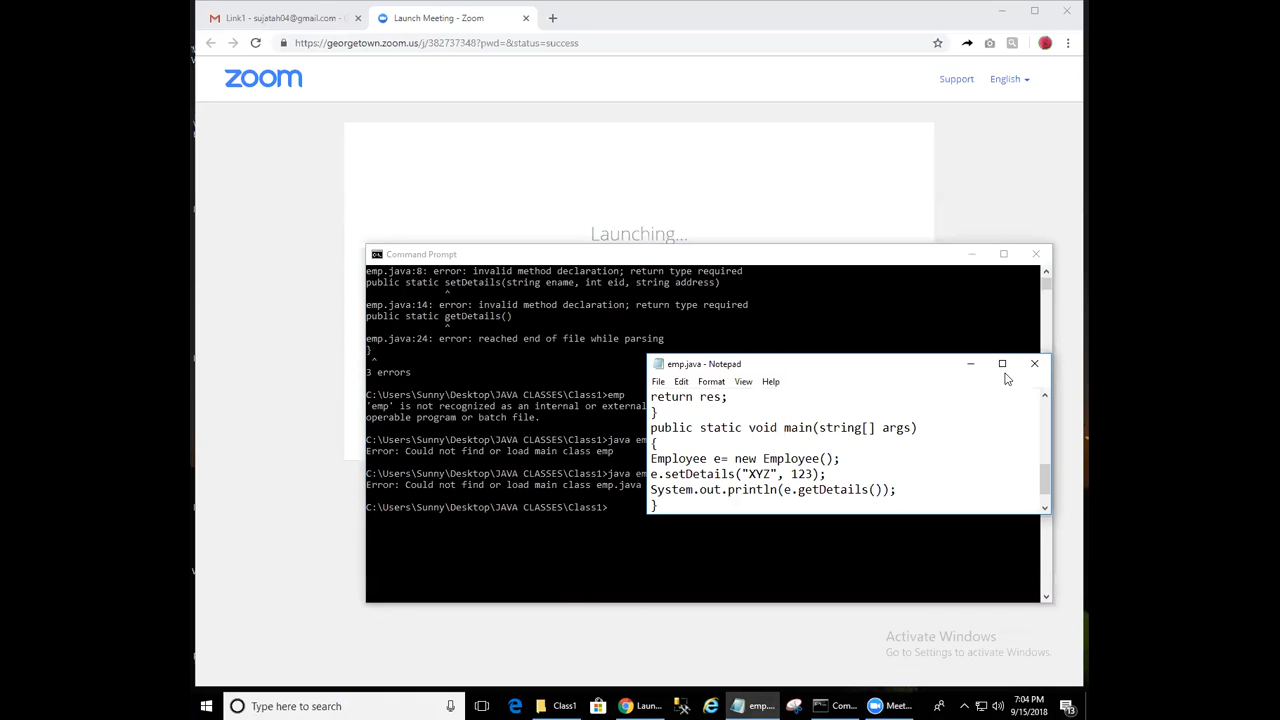 Link1 - sujatah04@gmail.com -
Launch Meeting - Zoom
https://georgetown.zoom.us/j/382737348?pwd=&status=success
zoom
Support
English
Launching...
Command Prompt
emp.java:8: error: invalid method declaration; return type required
public static setDetails(string ename, int eid, string address)
^
emp.java:14: error: invalid method declaration; return type required
public static getDetails()
^
emp.java:24: error: reached end of file while parsing
}
^
3 errors
C:\Users\Sunny\Desktop\JAVA CLASSES\Class1>emp
'emp' is not recognized as an internal or external
operable program or batch file.
C:\Users\Sunny\Desktop\JAVA CLASSES\Class1>java em
Error: Could not find or load main class emp
C:\Users\Sunny\Desktop\JAVA CLASSES\Class1>java em
Error: Could not find or load main class emp.java
C:\Users\Sunny\Desktop\JAVA CLASSES\Class1>
emp.java - Notepad
File Edit Format View Help
return res;
}
public static void main(string[] args)
{
Employee e= new Employee();
e.setDetails("XYZ", 123);
System.out.println(e.getDetails());
}
Activate Windows
Go to Settings to activate Windows.
Type here to search
Class1
Laun...
emp....
Com...
Meet...
7:04 PM
9/15/2018
13